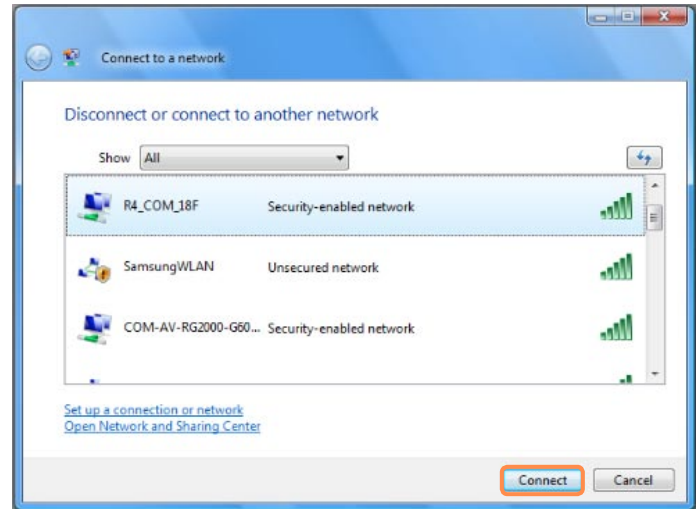 Connect to a network
Disconnect or connect to another network
Show All
R4_COM_18F Security-enabled network
SamsungWLAN Unsecured network
COM-AV-RG2000-G60... Security-enabled network
Set up a connection or network
Open Network and Sharing Center
Connect Cancel